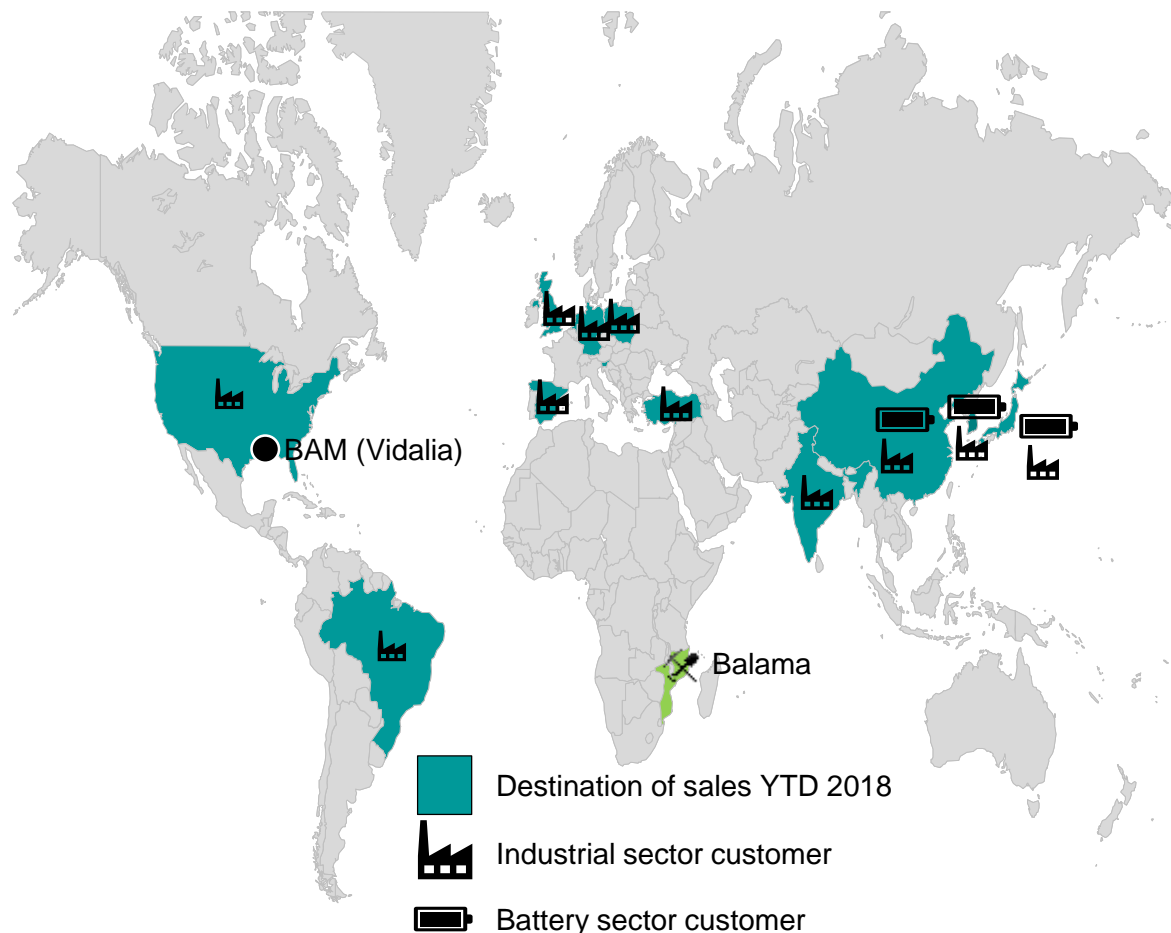 BAM (Vidalia)
Balama
Destination of sales YTD 2018
Industrial sector customer
Battery sector customer